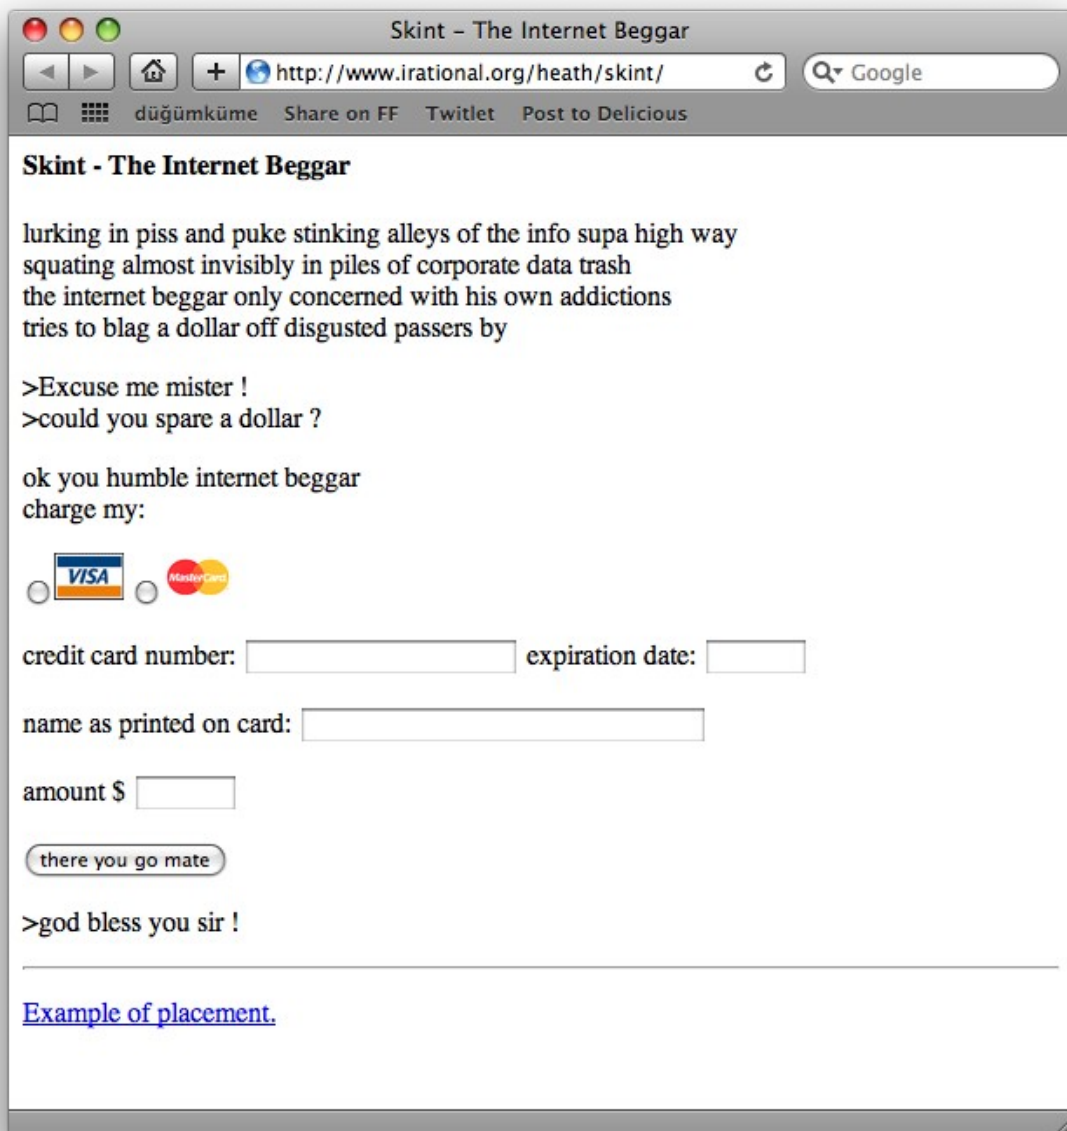 Skint – The Internet Beggar
http://www.irational.org/heath/skint/
Google
düğümküme Share on FF Twitlet Post to Delicious
Skint - The Internet Beggar
lurking in piss and puke stinking alleys of the info supa high way
squating almost invisibly in piles of corporate data trash
the internet beggar only concerned with his own addictions
tries to blag a dollar off disgusted passers by
>Excuse me mister !
>could you spare a dollar ?
ok you humble internet beggar
charge my:
VISA MasterCard
credit card number: expiration date:
name as printed on card:
amount $
there you go mate
>god bless you sir !
Example of placement.